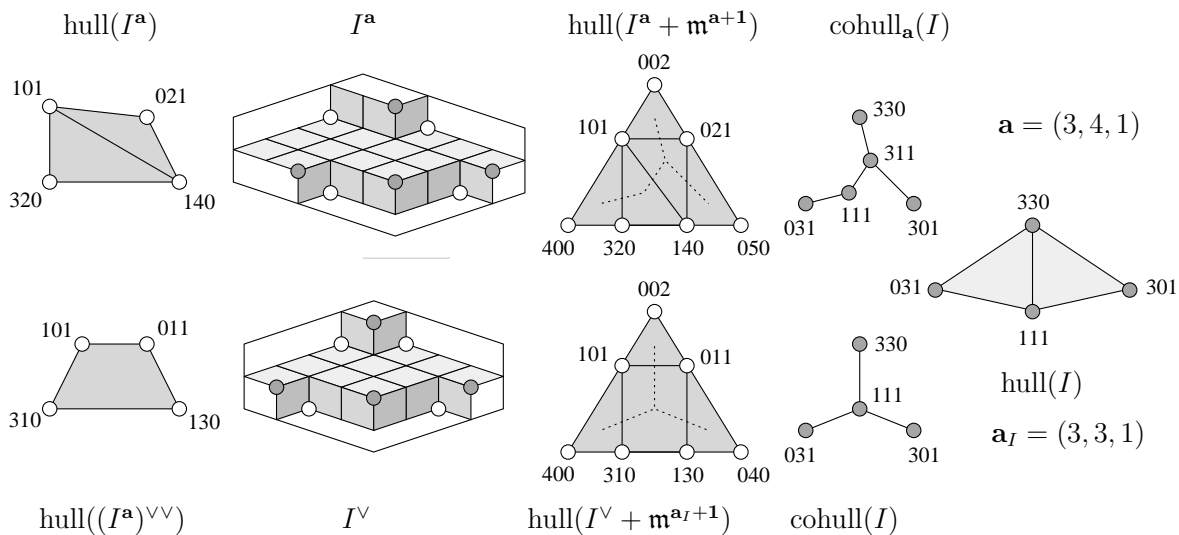 hull(I^𝐚) I^𝐚 hull(I^𝐚 + 𝔪^{𝐚+𝟏}) cohull_𝐚(I)
002
101 021 330 𝐚 = (3, 4, 1)
101 021
311
330
320 140 031 111 301
400 320 140 050
031 301
101 011 002 111
330
101 011 hull(I)
310 130 111
𝐚_I = (3, 3, 1)
031 301
400 310 130 040
hull((I^𝐚)^{∨∨}) I^∨ hull(I^∨ + 𝔪^{𝐚_I+𝟏}) cohull(I)